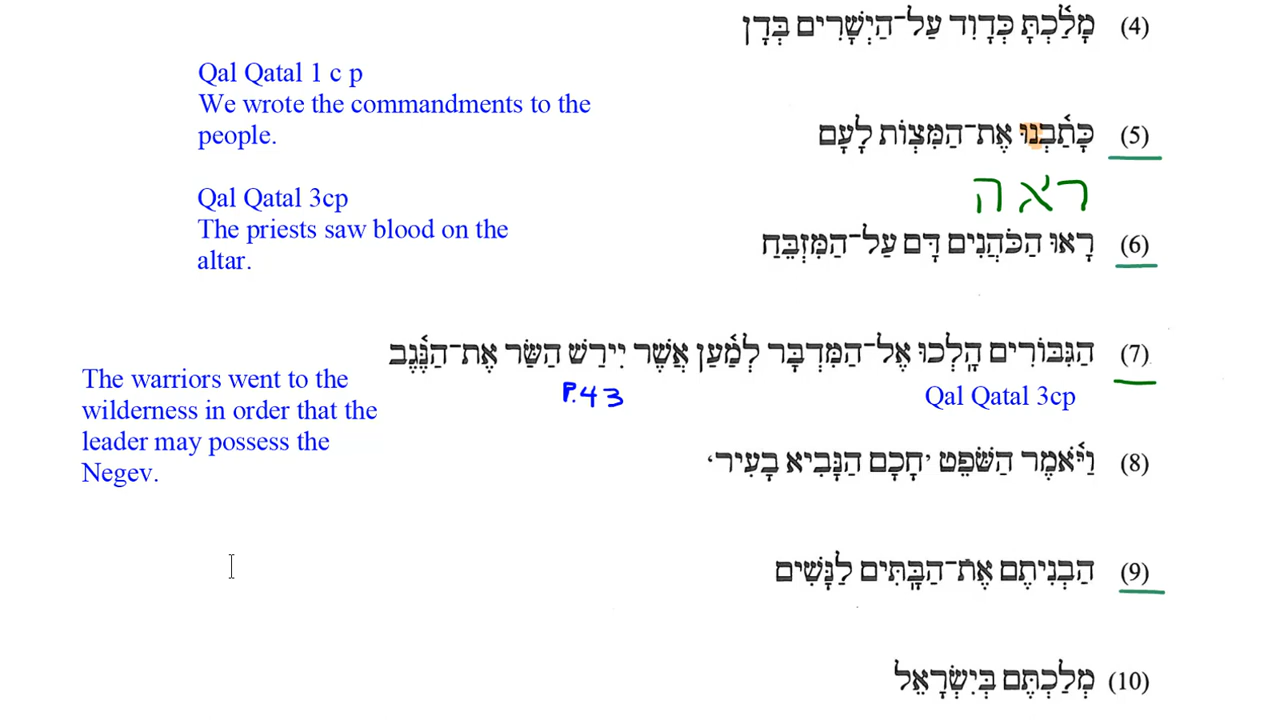 (4) מָלַ֫כְתָּ כְּדָוִד עַל־הַיְשָׁרִים בְּדָן
Qal Qatal 1 c p
We wrote the commandments to the
people.
(5) כָּתַ֫בְנוּ אֶת־הַמִּצְוֹת לָעָם
ראה
Qal Qatal 3cp
The priests saw blood on the
altar.
(6) רָאוּ הַכֹּהֲנִים דָּם עַל־הַמִּזְבֵּחַ
(7) הַגִּבּוֹרִים הָֽלְכוּ אֶל־הַמִּדְבָּר לְמַ֫עַן אֲשֶׁר יִירַשׁ הַשַּׂר אֶת־הַנֶּ֫גֶב
P.43
Qal Qatal 3cp
The warriors went to the
wilderness in order that the
leader may possess the
Negev.
(8) וַיֹּ֫אמֶר הַשֹּׁפֵט ׳חָכָם הַנָּבִיא בָּעִיר׳
(9) הַבְנִיתֶם אֶת־הַבָּֽתִּים לַנָּשִׁים
(10) מְלַכְתֶּם בְּיִשְׂרָאֵל